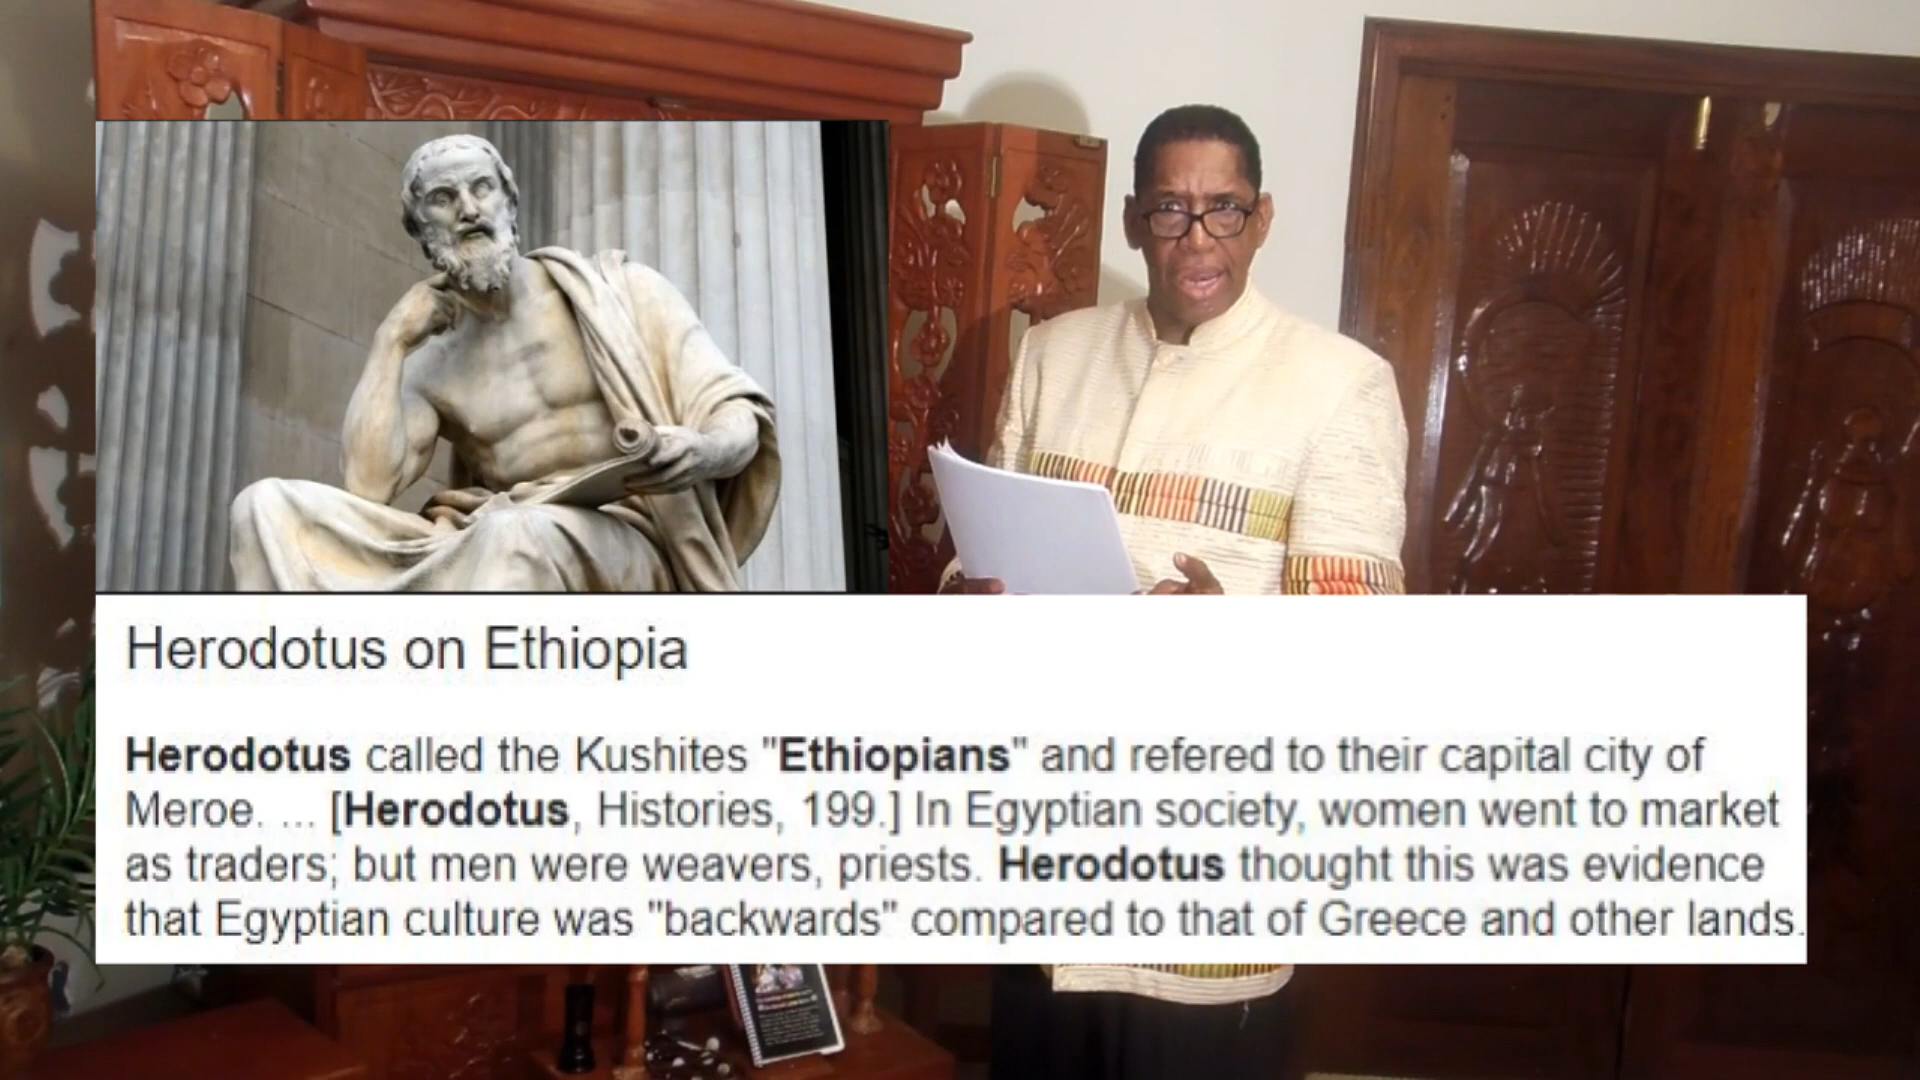 Herodotus on Ethiopia
Herodotus called the Kushites "Ethiopians" and refered to their capital city of
Meroe. ... [Herodotus, Histories, 199.] In Egyptian society, women went to market
as traders; but men were weavers, priests. Herodotus thought this was evidence
that Egyptian culture was "backwards" compared to that of Greece and other lands.